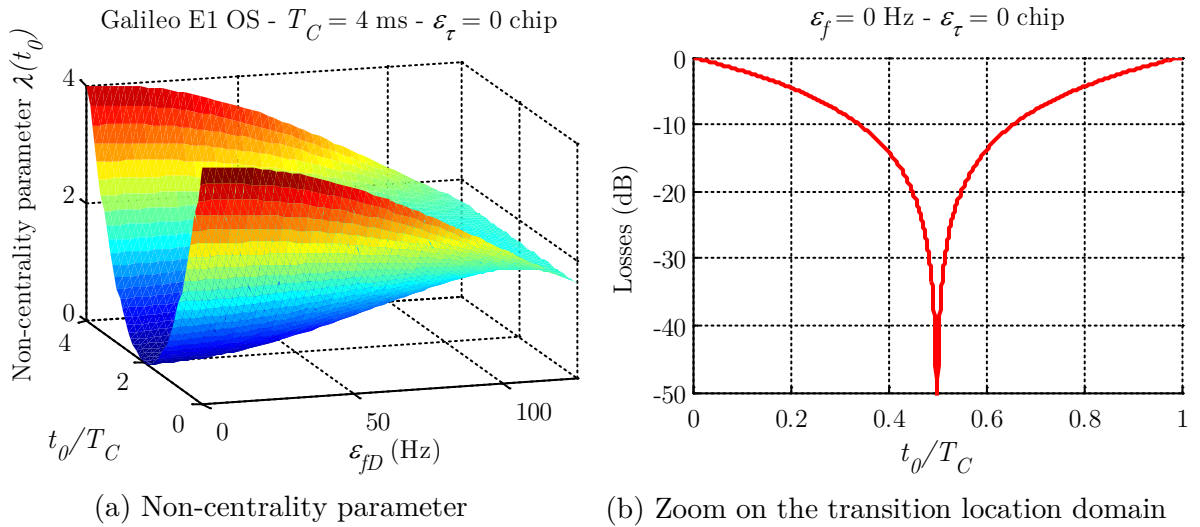 Galileo E1 OS - T_C = 4 ms - ε_τ = 0 chip
Non-centrality parameter λ(t_0)
4
2
0
4
2
0
0
50
100
t_0/T_C
ε_fD (Hz)
(a) Non-centrality parameter
ε_f = 0 Hz - ε_τ = 0 chip
Losses (dB)
0
-10
-20
-30
-40
-50
0
0.2
0.4
0.6
0.8
1
t_0/T_C
(b) Zoom on the transition location domain